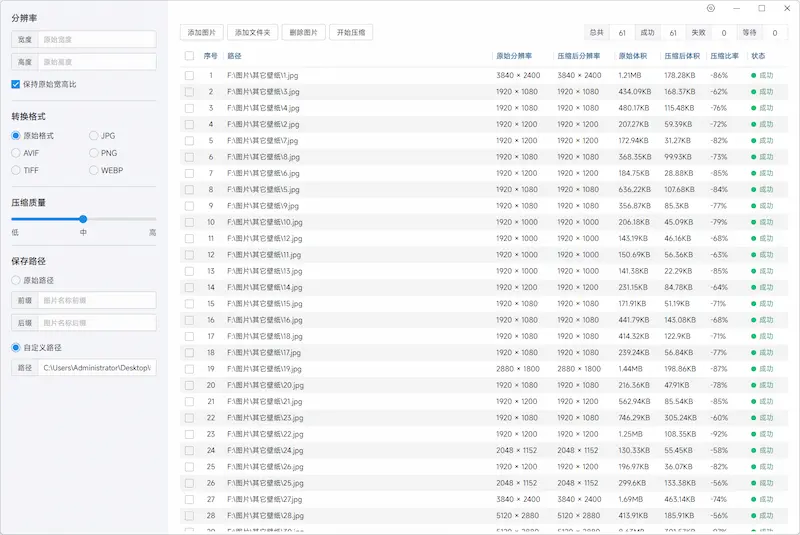 分辨率
宽度 原始宽度
高度 原始高度
保持原始宽高比
转换格式
原始格式 JPG
AVIF PNG
TIFF WEBP
压缩质量
低 中 高
保存路径
原始路径
前缀 图片名称前缀
后缀 图片名称后缀
自定义路径
路径 C:\Users\Administrator\Desktop\
添加图片 添加文件夹 删除图片 开始压缩 总共 61 成功 61 失败 0 等待 0
序号 路径 原始分辨率 压缩后分辨率 原始体积 压缩后体积 压缩比率 状态
1 F:\图片\其它壁纸\1.jpg 3840 × 2400 3840 × 2400 1.21MB 178.28KB -86% 成功
2 F:\图片\其它壁纸\3.jpg 1920 × 1080 1920 × 1080 434.09KB 168.37KB -62% 成功
3 F:\图片\其它壁纸\4.jpg 1920 × 1080 1920 × 1080 480.17KB 115.48KB -76% 成功
4 F:\图片\其它壁纸\2.jpg 1920 × 1200 1920 × 1200 207.27KB 59.39KB -72% 成功
5 F:\图片\其它壁纸\7.jpg 1920 × 1200 1920 × 1200 172.94KB 31.27KB -82% 成功
6 F:\图片\其它壁纸\8.jpg 1920 × 1080 1920 × 1080 368.35KB 99.93KB -73% 成功
7 F:\图片\其它壁纸\6.jpg 1920 × 1200 1920 × 1200 184.75KB 28.88KB -85% 成功
8 F:\图片\其它壁纸\5.jpg 1920 × 1080 1920 × 1080 636.22KB 107.68KB -84% 成功
9 F:\图片\其它壁纸\9.jpg 1920 × 1080 1920 × 1080 356.87KB 85.3KB -77% 成功
10 F:\图片\其它壁纸\10.jpg 1920 × 1000 1920 × 1000 206.18KB 45.09KB -79% 成功
11 F:\图片\其它壁纸\12.jpg 1920 × 1000 1920 × 1000 143.19KB 46.16KB -68% 成功
12 F:\图片\其它壁纸\11.jpg 1920 × 1000 1920 × 1000 150.69KB 56.36KB -63% 成功
13 F:\图片\其它壁纸\13.jpg 1920 × 1000 1920 × 1000 141.38KB 22.29KB -85% 成功
14 F:\图片\其它壁纸\14.jpg 1920 × 1200 1920 × 1200 231.15KB 84.78KB -64% 成功
15 F:\图片\其它壁纸\15.jpg 1920 × 1080 1920 × 1080 171.91KB 51.19KB -71% 成功
16 F:\图片\其它壁纸\16.jpg 1920 × 1080 1920 × 1080 441.79KB 143.08KB -68% 成功
17 F:\图片\其它壁纸\18.jpg 1920 × 1080 1920 × 1080 414.32KB 122.9KB -71% 成功
18 F:\图片\其它壁纸\17.jpg 1920 × 1080 1920 × 1080 239.24KB 56.84KB -77% 成功
19 F:\图片\其它壁纸\19.jpg 2880 × 1800 2880 × 1800 1.44MB 198.86KB -87% 成功
20 F:\图片\其它壁纸\20.jpg 1920 × 1080 1920 × 1080 216.36KB 47.91KB -78% 成功
21 F:\图片\其它壁纸\21.jpg 1920 × 1200 1920 × 1200 562.94KB 85.54KB -85% 成功
22 F:\图片\其它壁纸\23.jpg 1920 × 1080 1920 × 1080 746.29KB 305.24KB -60% 成功
23 F:\图片\其它壁纸\22.jpg 1920 × 1200 1920 × 1200 1.25MB 108.35KB -92% 成功
24 F:\图片\其它壁纸\24.jpg 2048 × 1152 2048 × 1152 130.33KB 55.45KB -58% 成功
25 F:\图片\其它壁纸\26.jpg 1920 × 1200 1920 × 1200 196.97KB 36.07KB -82% 成功
26 F:\图片\其它壁纸\25.jpg 2048 × 1152 2048 × 1152 299.6KB 133.38KB -56% 成功
27 F:\图片\其它壁纸\27.jpg 3840 × 2400 3840 × 2400 1.69MB 463.14KB -74% 成功
28 F:\图片\其它壁纸\28.jpg 5120 × 2880 5120 × 2880 413.91KB 185.91KB -56% 成功